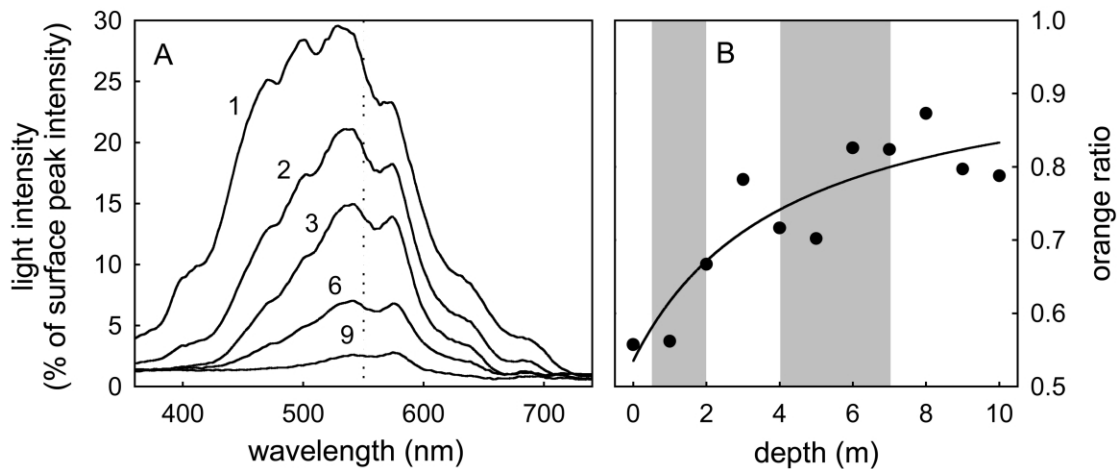 A
B
1
2
3
6
9
30
25
20
15
10
5
0
light intensity
(% of surface peak intensity)
400 500 600 700
wavelength (nm)
1.0
0.9
0.8
0.7
0.6
0.5
orange ratio
0 2 4 6 8 10
depth (m)